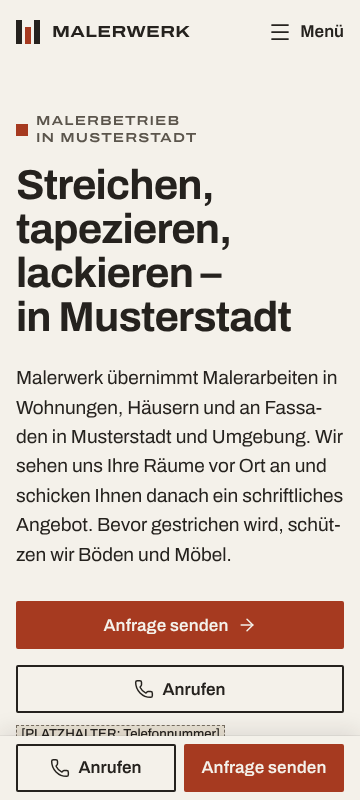 MALERWERK
Menü
MALERBETRIEB
IN MUSTERSTADT
Streichen,
tapezieren,
lackieren –
in Musterstadt
Malerwerk übernimmt Malerarbeiten in
Wohnungen, Häusern und an Fassa-
den in Musterstadt und Umgebung. Wir
sehen uns Ihre Räume vor Ort an und
schicken Ihnen danach ein schriftliches
Angebot. Bevor gestrichen wird, schüt-
zen wir Böden und Möbel.
Anfrage senden
Anrufen
[PLATZHALTER: Telefonnummer]
Anrufen
Anfrage senden